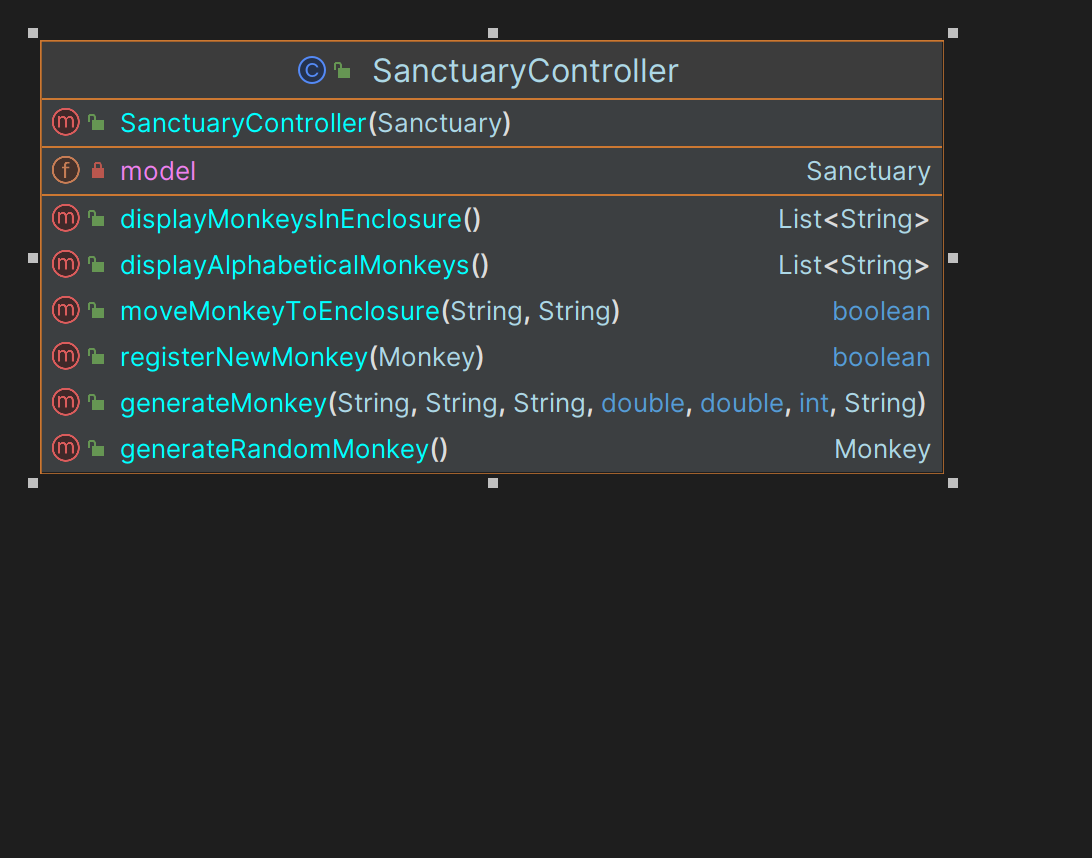 C SanctuaryController
m SanctuaryController(Sanctuary)
f model Sanctuary
m displayMonkeysInEnclosure() List<String>
m displayAlphabeticalMonkeys() List<String>
m moveMonkeyToEnclosure(String, String) boolean
m registerNewMonkey(Monkey) boolean
m generateMonkey(String, String, String, double, double, int, String)
m generateRandomMonkey() Monkey